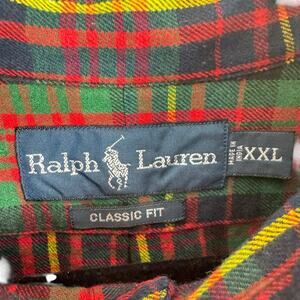 Ralph Lauren
MADE IN
INDIA
XXL
CLASSIC FIT